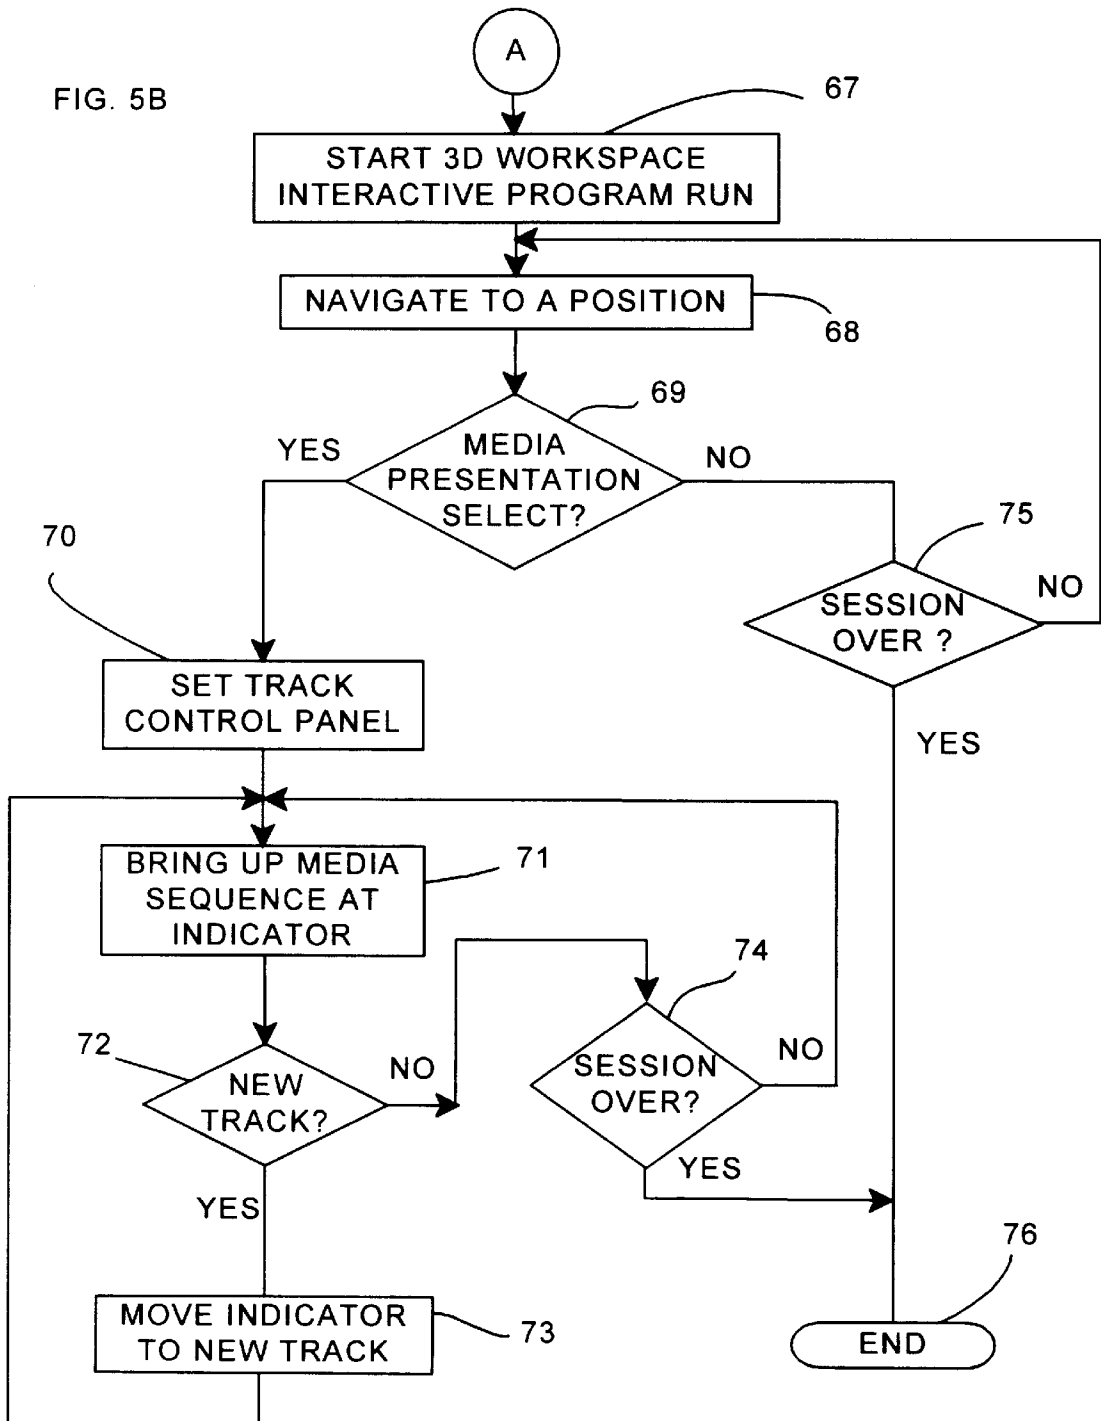 A
FIG. 5B
67
START 3D WORKSPACE
INTERACTIVE PROGRAM RUN
NAVIGATE TO A POSITION
68
69
YES
MEDIA
PRESENTATION
SELECT?
NO
75
70
SESSION
OVER ?
NO
SET TRACK
CONTROL PANEL
YES
BRING UP MEDIA
SEQUENCE AT
INDICATOR
71
74
72
NEW
TRACK?
NO
SESSION
OVER?
NO
YES
YES
76
MOVE INDICATOR
TO NEW TRACK
73
END